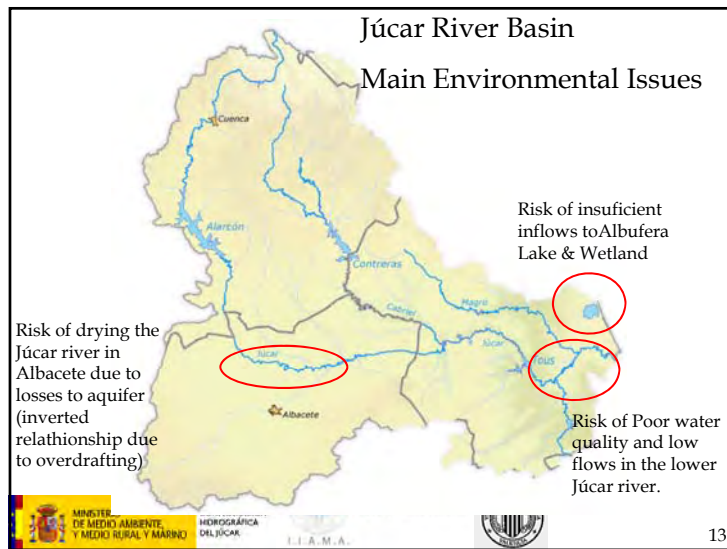 Júcar River Basin
Main Environmental Issues
Cuenca
Alarcón
Contreras
Risk of insuficient
inflows toAlbufera
Lake & Wetland
Magro
Cabriel
Júcar
Júcar
Tous
Albacete
Risk of drying the
Júcar river in
Albacete due to
losses to aquifer
(inverted
relathionship due
to overdrafting)
Risk of Poor water
quality and low
flows in the lower
Júcar river.
DE MEDIO AMBIENTE,
Y MEDIO RURAL Y MARINO
HIDROGRÁFICA
DEL JÚCAR
I.I.A.M.A.
13